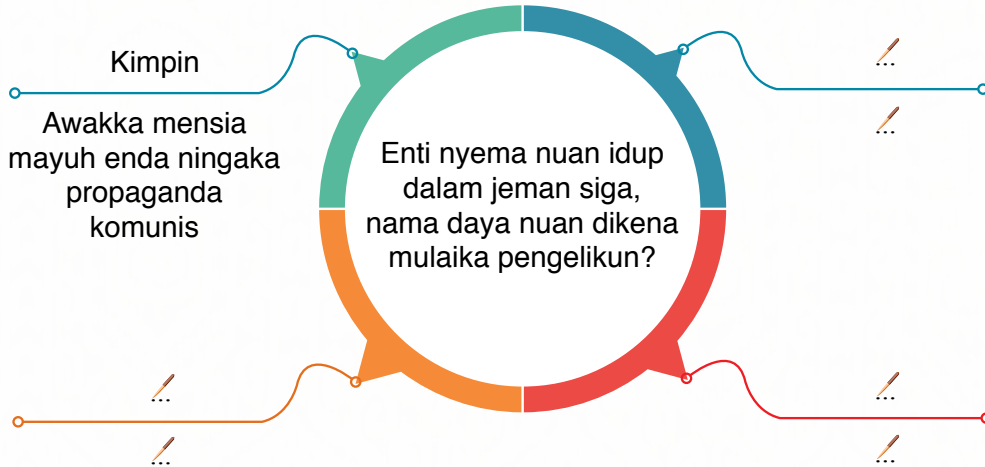 Kimpin
Awakka mensia
mayuh enda ningaka
propaganda
komunis
Enti nyema nuan idup
dalam jeman siga,
nama daya nuan dikena
mulaika pengelikun?
...
...
...
...
...
...